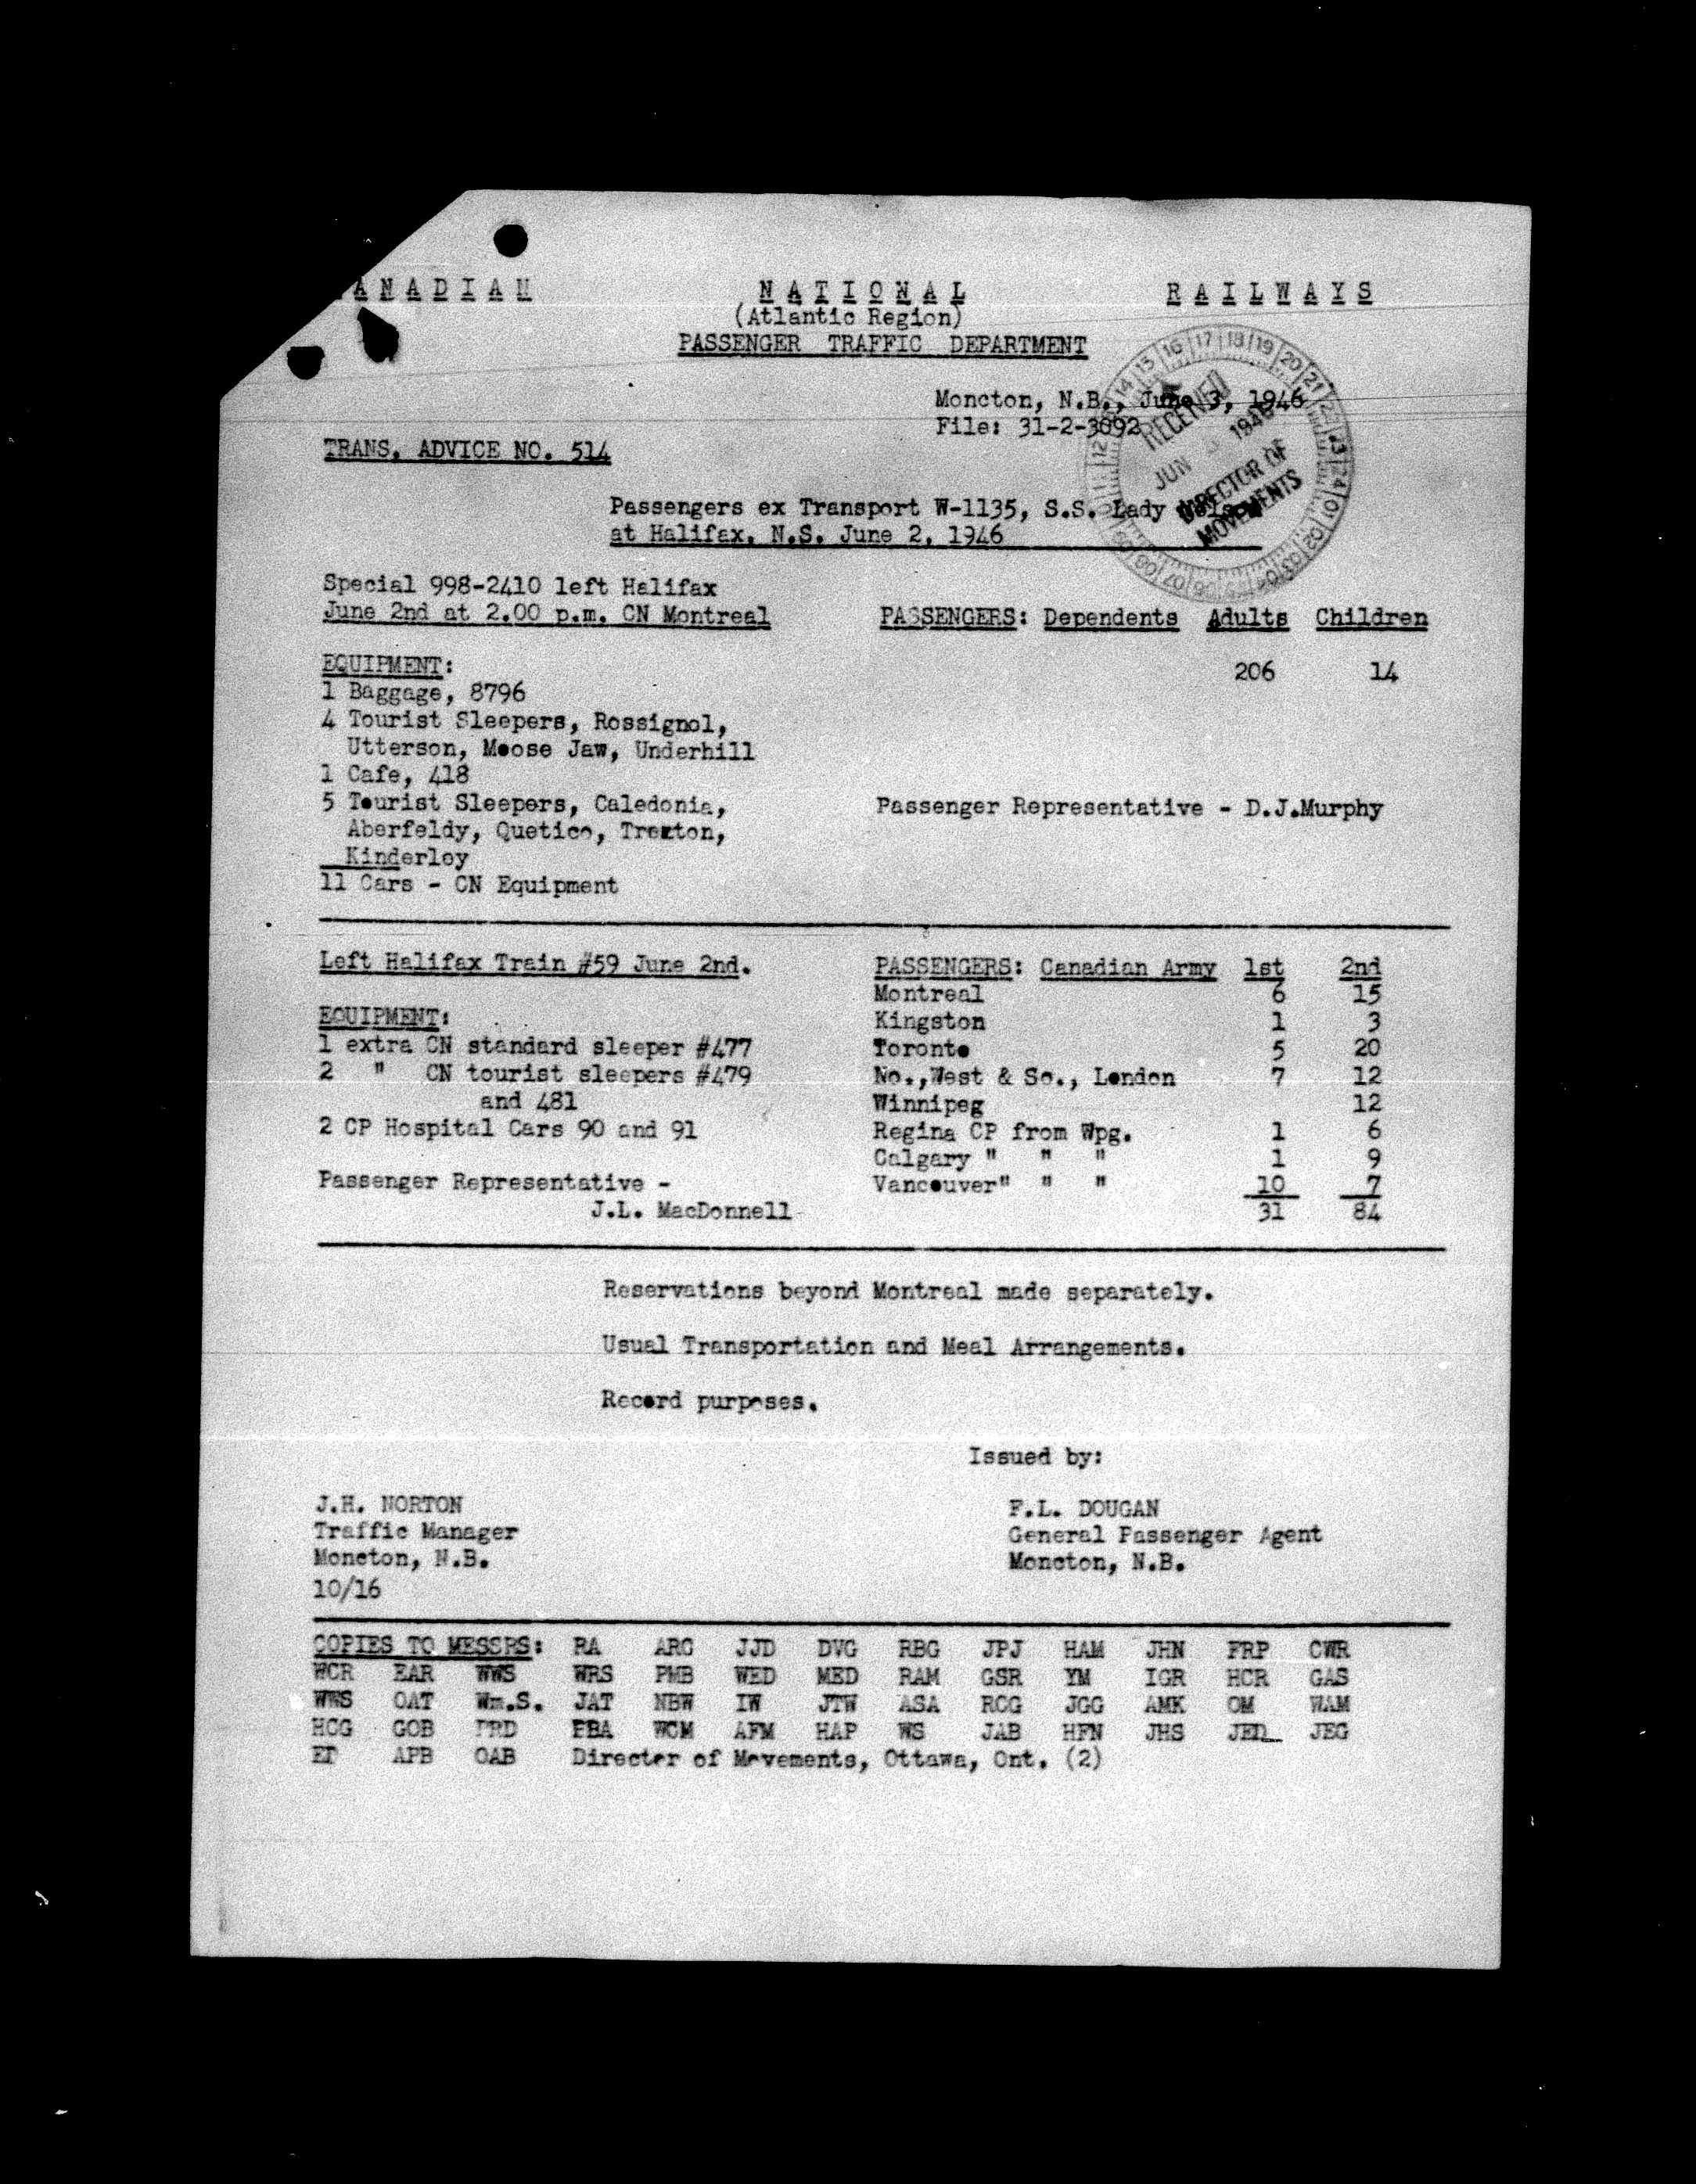 ANADIAN NATIONAL RAILWAYS
(Atlantic Region)
PASSENGER TRAFFIC DEPARTMENT
Moncton, N.B., June 3, 1946
File: 31-2-3692
RECEIVED
JUN 1946
DIRECTOR OF
MOVEMENTS
TRANS. ADVICE NO. 514
Passengers ex Transport W-1135, S.S. Lady
at Halifax, N.S. June 2, 1946
Special 998-2410 left Halifax
June 2nd at 2.00 p.m. CN Montreal
PASSENGERS: Dependents Adults Children
206 14
EQUIPMENT:
1 Baggage, 8796
4 Tourist Sleepers, Rossignol,
Utterson, Moose Jaw, Underhill
1 Cafe, 418
5 Tourist Sleepers, Caledonia,
Aberfeldy, Quetico, Trenton,
Kinderley
11 Cars - CN Equipment
Passenger Representative - D.J.Murphy
Left Halifax Train #59 June 2nd.
EQUIPMENT:
1 extra CN standard sleeper #477
2 " CN tourist sleepers #479
and 481
2 CP Hospital Cars 90 and 91
Passenger Representative -
J.L. MacDonnell
PASSENGERS: Canadian Army 1st 2nd
Montreal 6 15
Kingston 1 3
Toronto 5 20
No.,West & So., London 7 12
Winnipeg 12
Regina CP from Wpg. 1 6
Calgary " " " 1 9
Vancouver" " " 10 7
31 84
Reservations beyond Montreal made separately.
Usual Transportation and Meal Arrangements.
Record purposes.
Issued by:
J.H. NORTON
Traffic Manager
Moncton, N.B.
10/16
F.L. DOUGAN
General Passenger Agent
Moncton, N.B.
COPIES TO MESSRS: RA ARC JJD DVG RBG JPJ HAM JHN FRP CWR
WCR EAR WWS WRS PMB WED MED RAM GSR YM IGR HCR GAS
WWS OAT Wm.S. JAT NBW IW JTW ASA RCG JGG AMK OM WAM
HCG GOB PRD PBA WCM AFM HAP WS JAB HFN JHS JED JEG
EF APB OAB Director of Movements, Ottawa, Ont. (2)